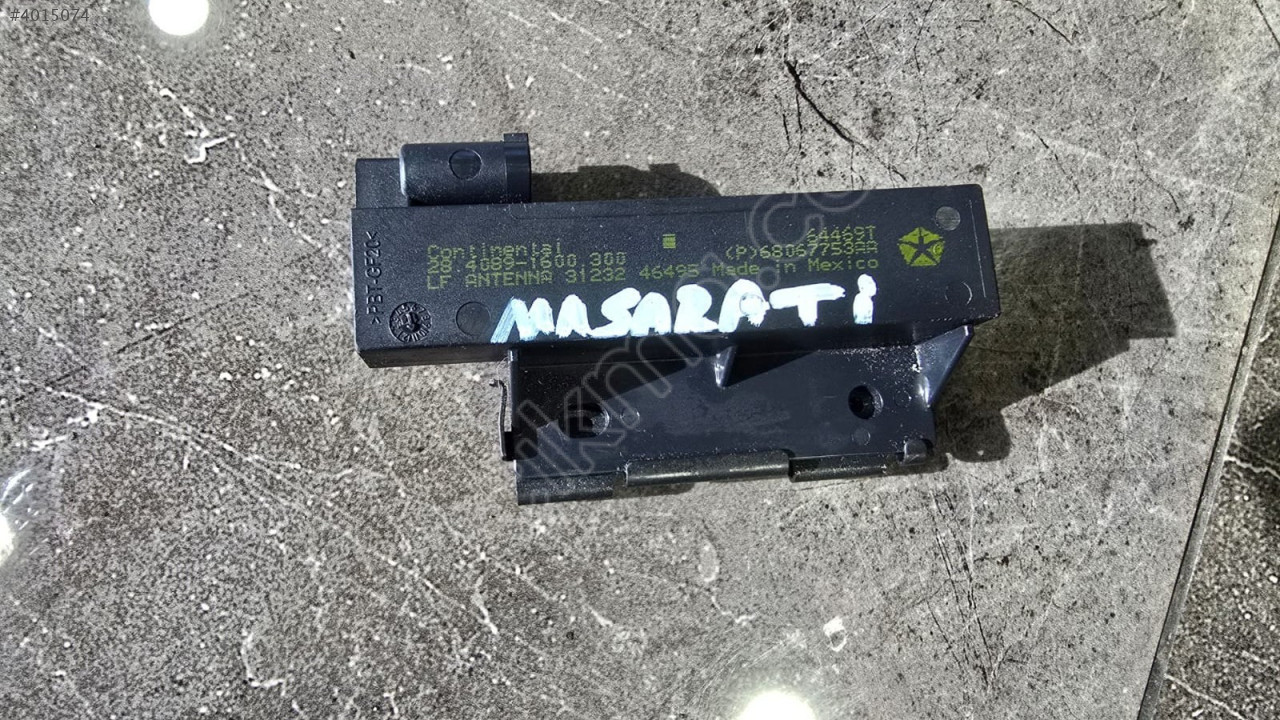 #4015074
Continental
64469T
28.4089-1600 300
(P)68067753AA
LF ANTENNA 31232 46495 Made in Mexico
>PBT-GF20<
MASARATi